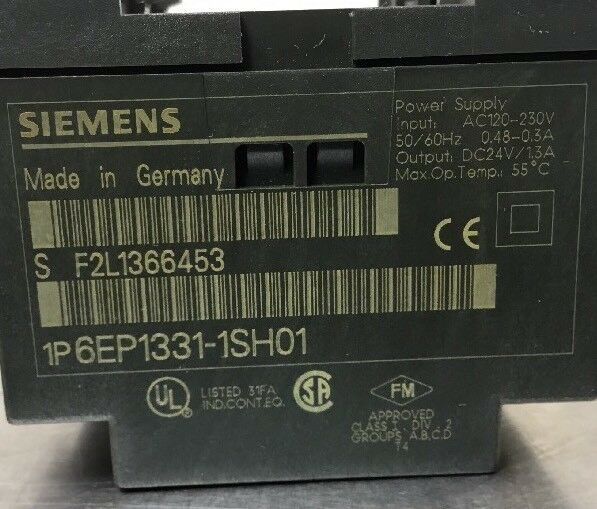 SIEMENS
Made in Germany
Power Supply
Input: AC120-230V
50/60Hz 0.48-0.3A
Output: DC24V/1.3A
Max.Op.Temp.: 55°C
S F2L1366453
CE
1P 6EP1331-1SH01
UL
LISTED 31FA
IND.CONT.EQ.
SA
FM
APPROVED
CLASS I, DIV. 2
GROUPS A,B,C,D
T4